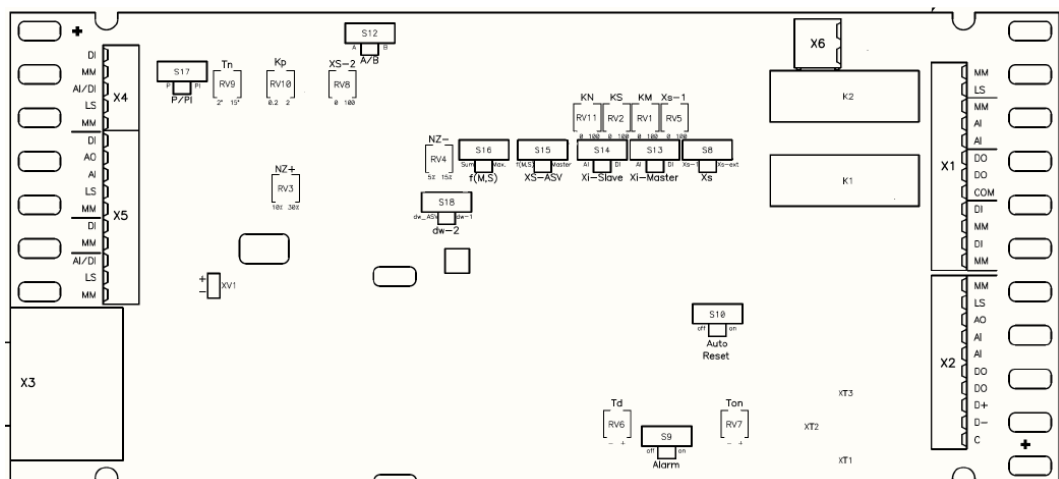 +
DI
MM
AI/DI
LS
MM
X4
DI
AO
AI
LS
MM
DI
MM
AI/DI
LS
MM
X5
X3
+
-
XV1
S17
P PI
P/PI
Tn
RV9
2" 15"
Kp
RV10
0.2 2
S12
A B
A/B
XS-2
RV8
0 100
NZ+
RV3
10% 30%
NZ-
RV4
5% 15%
KN KS KM Xs-1
RV11 RV2 RV1 RV5
0 100 0 100 0 100 0 100
S16 S15 S14 S13 S8
Sum Max. f(M,S) Master AI DI AI DI Xs-1 Xs-ext
f(M,S) XS-ASV Xi-Slave Xi-Master Xs
S18
dw_ASV dw-1
dw-2
S10
off on
Auto
Reset
Td
RV6
- +
S9
off on
Alarm
Ton
RV7
- +
XT3
XT2
XT1
X6
K2
K1
X1
MM
LS
MM
AI
AI
DO
DO
COM
DI
MM
DI
MM
X2
MM
LS
AO
AI
AI
DO
DO
D+
D-
C
+